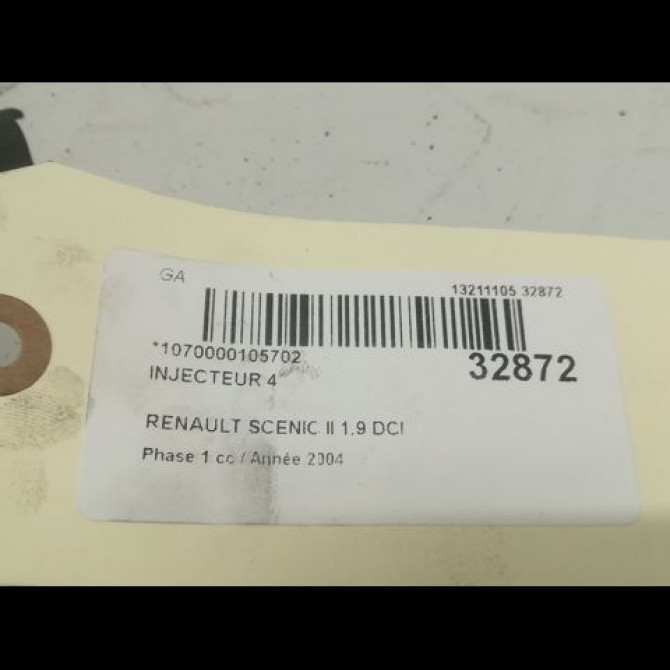 GA
13211105 32872
*1070000105702
32872
INJECTEUR 4
RENAULT SCENIC II 1.9 DCI
Phase 1 cc / Année 2004